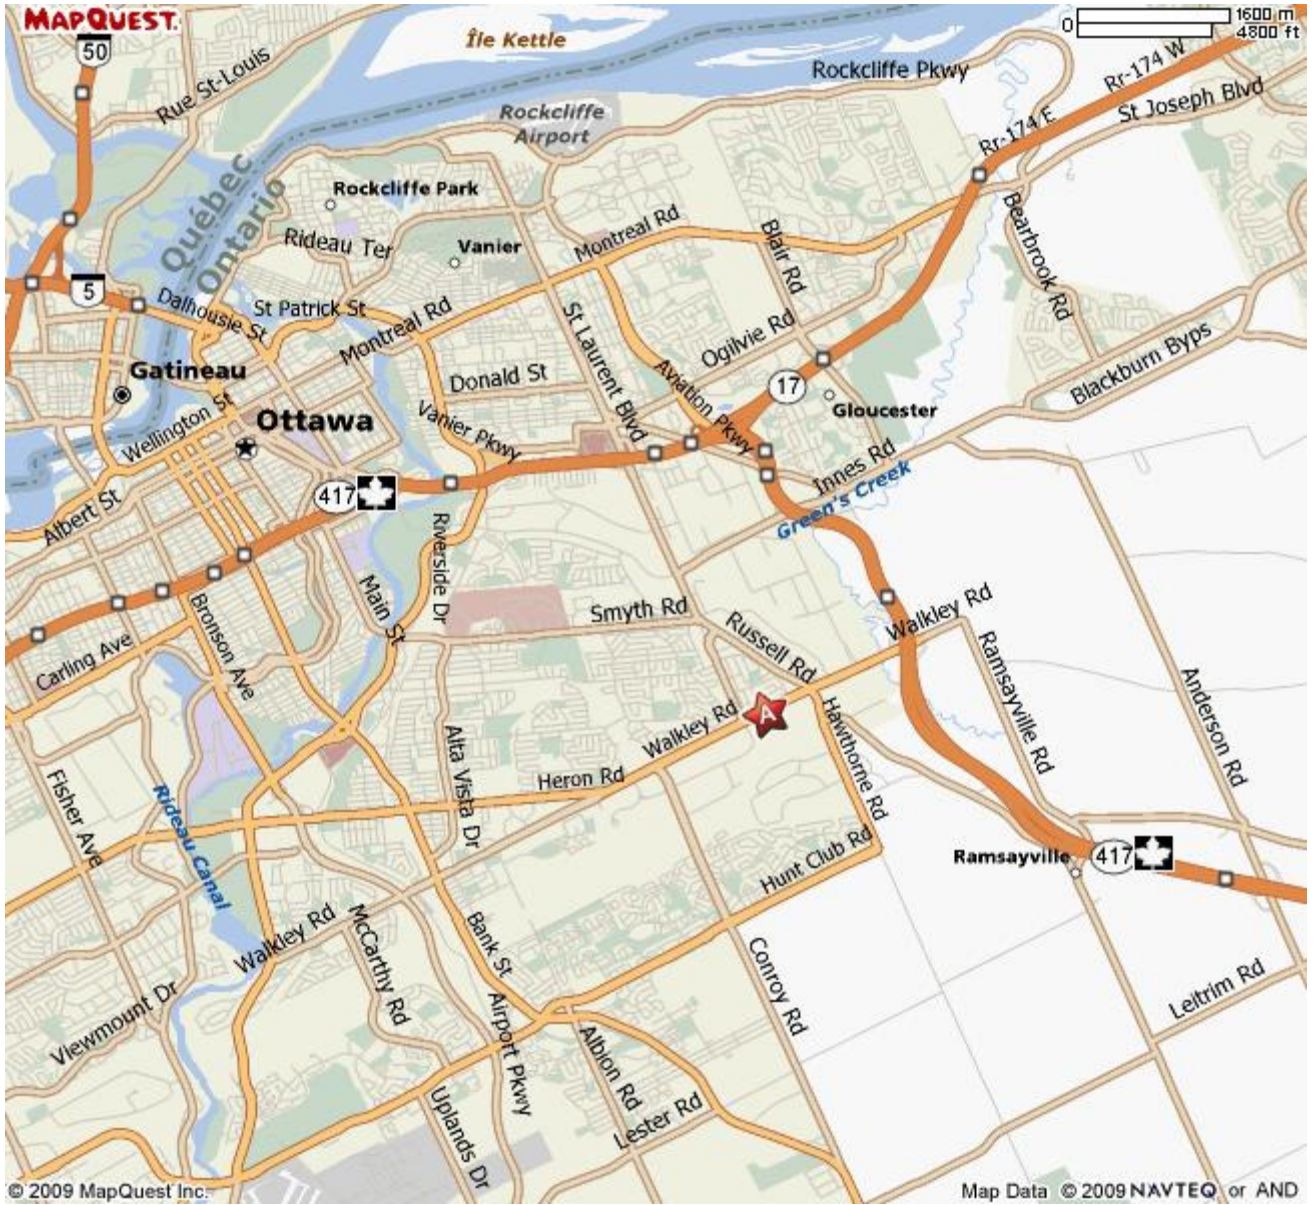 MAPQUEST.
50
Rue St-Louis
Île Kettle
0
1600 m
4800 ft
Rockcliffe Pkwy
Rr-174 W
St Joseph Blvd
Rr-174 E
Rockcliffe
Airport
Québec
Ontario
Rockcliffe Park
Rideau Ter
Vanier
Montreal Rd
Blair Rd
Bearbrook Rd
5
Dalhousie St
St Patrick St
Montreal Rd
St Laurent Blvd
Ogilvie Rd
Blackburn Byps
Gatineau
Donald St
Aviation Pkwy
17
Gloucester
Wellington St
Ottawa
Vanier Pkwy
Innes Rd
Green's Creek
Albert St
417
Riverside Dr
Main St
Smyth Rd
Walkley Rd
Bronson Ave
Carling Ave
Russell Rd
Ramsayville Rd
Anderson Rd
A
Walkley Rd
Hawthorne Rd
Alta Vista Dr
Heron Rd
Fisher Ave
Rideau Canal
Hunt Club Rd
Ramsayville
417
Walkley Rd
McCarthy Rd
Bank St
Conroy Rd
Leitrim Rd
Viewmount Dr
Airport Pkwy
Albion Rd
Uplands Dr
Lester Rd
© 2009 MapQuest Inc.
Map Data © 2009 NAVTEQ or AND